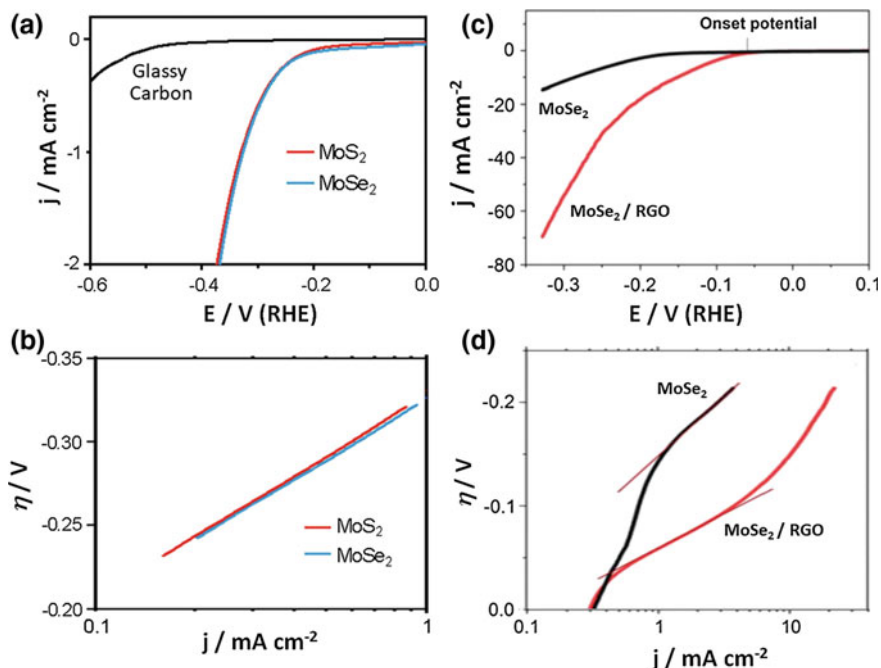 (a)
0
-1
-2
j / mA cm-2
Glassy
Carbon
MoS2
MoSe2
-0.6
-0.4
-0.2
0.0
E / V (RHE)
(c)
Onset potential
0
-20
-40
-60
-80
j / mA cm-2
MoSe2
MoSe2 / RGO
-0.3
-0.2
-0.1
0.0
0.1
E / V (RHE)
(b)
-0.35
-0.30
-0.25
-0.20
η / V
MoS2
MoSe2
0.1
1
j / mA cm-2
(d)
-0.2
-0.1
0.0
η / V
MoSe2
MoSe2 / RGO
1
10
j / mA cm-2